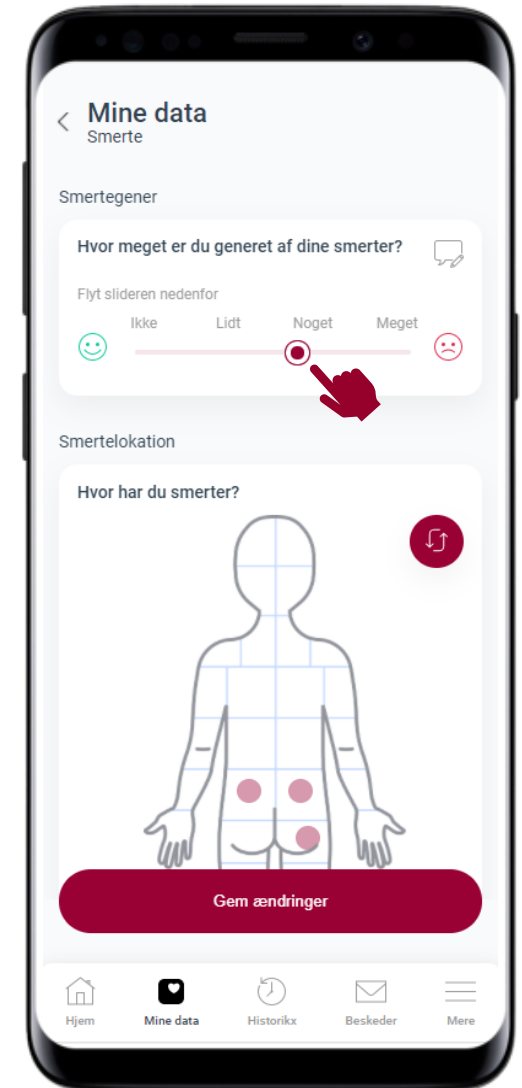 Mine data
Smerte
Smertegener
Hvor meget er du generet af dine smerter?
Flyt slideren nedenfor
Ikke Lidt Noget Meget
Smertelokation
Hvor har du smerter?
Gem ændringer
Hjem Mine data Historikx Beskeder Mere